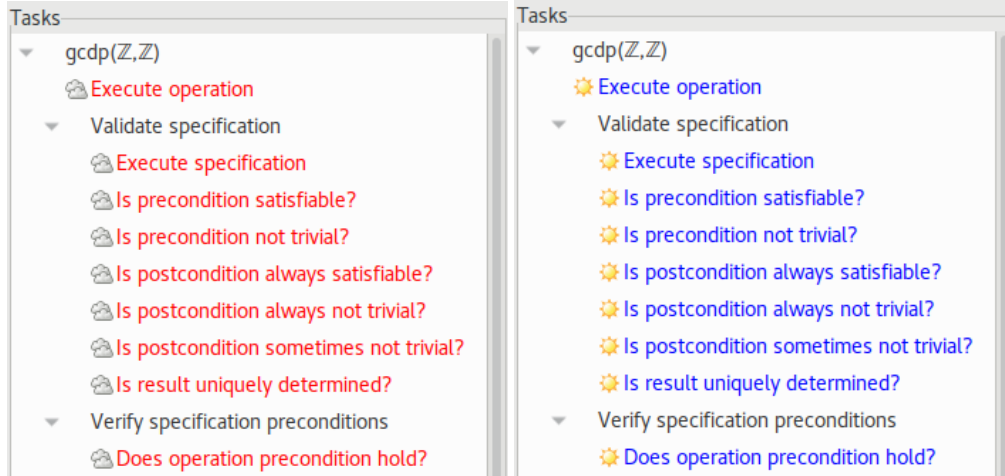 Tasks
gcdp(ℤ,ℤ)
Execute operation
Validate specification
Execute specification
Is precondition satisfiable?
Is precondition not trivial?
Is postcondition always satisfiable?
Is postcondition always not trivial?
Is postcondition sometimes not trivial?
Is result uniquely determined?
Verify specification preconditions
Does operation precondition hold?
Tasks
gcdp(ℤ,ℤ)
Execute operation
Validate specification
Execute specification
Is precondition satisfiable?
Is precondition not trivial?
Is postcondition always satisfiable?
Is postcondition always not trivial?
Is postcondition sometimes not trivial?
Is result uniquely determined?
Verify specification preconditions
Does operation precondition hold?